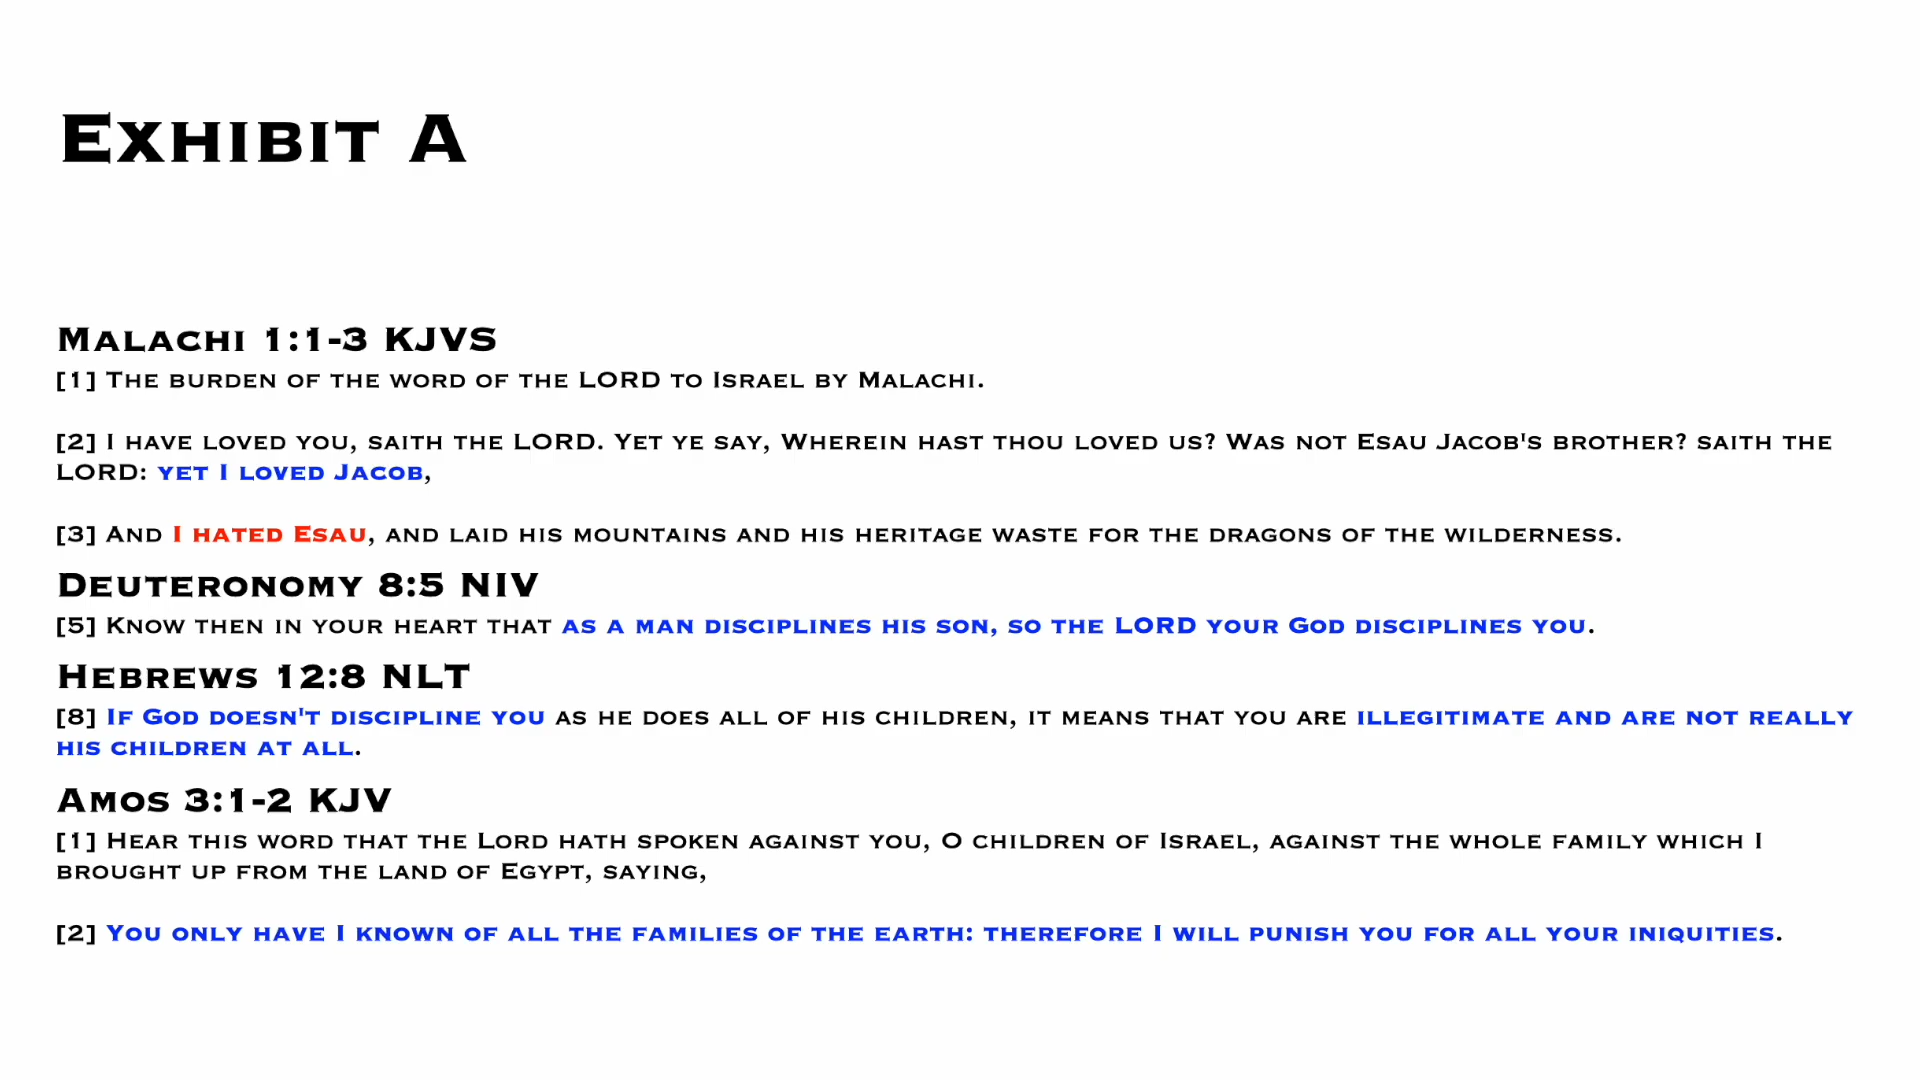 Exhibit A
Malachi 1:1-3 KJVS
[1] The burden of the word of the LORD to Israel by Malachi.
[2] I have loved you, saith the LORD. Yet ye say, Wherein hast thou loved us? Was not Esau Jacob's brother? saith the
LORD: yet I loved Jacob,
[3] And I hated Esau, and laid his mountains and his heritage waste for the dragons of the wilderness.
Deuteronomy 8:5 NIV
[5] Know then in your heart that as a man disciplines his son, so the LORD your God disciplines you.
Hebrews 12:8 NLT
[8] If God doesn't discipline you as he does all of his children, it means that you are illegitimate and are not really
his children at all.
Amos 3:1-2 KJV
[1] Hear this word that the Lord hath spoken against you, O children of Israel, against the whole family which I
brought up from the land of Egypt, saying,
[2] You only have I known of all the families of the earth: therefore I will punish you for all your iniquities.